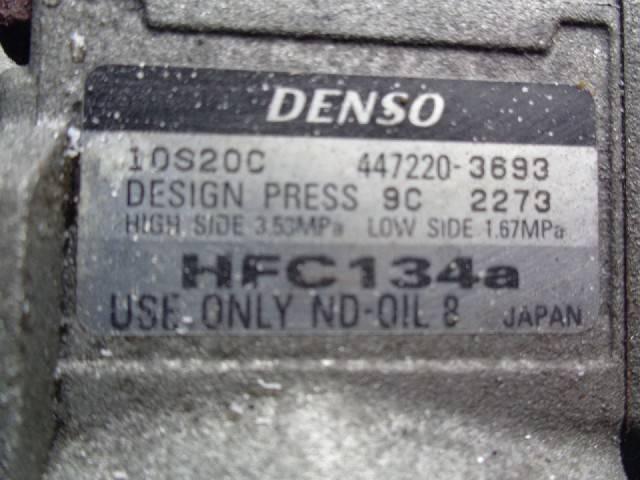 DENSO
10S20C 447220-3693
DESIGN PRESS 9C 2273
HIGH SIDE 3.53MPa LOW SIDE 1.67MPa
HFC134a
USE ONLY ND-OIL 8 JAPAN